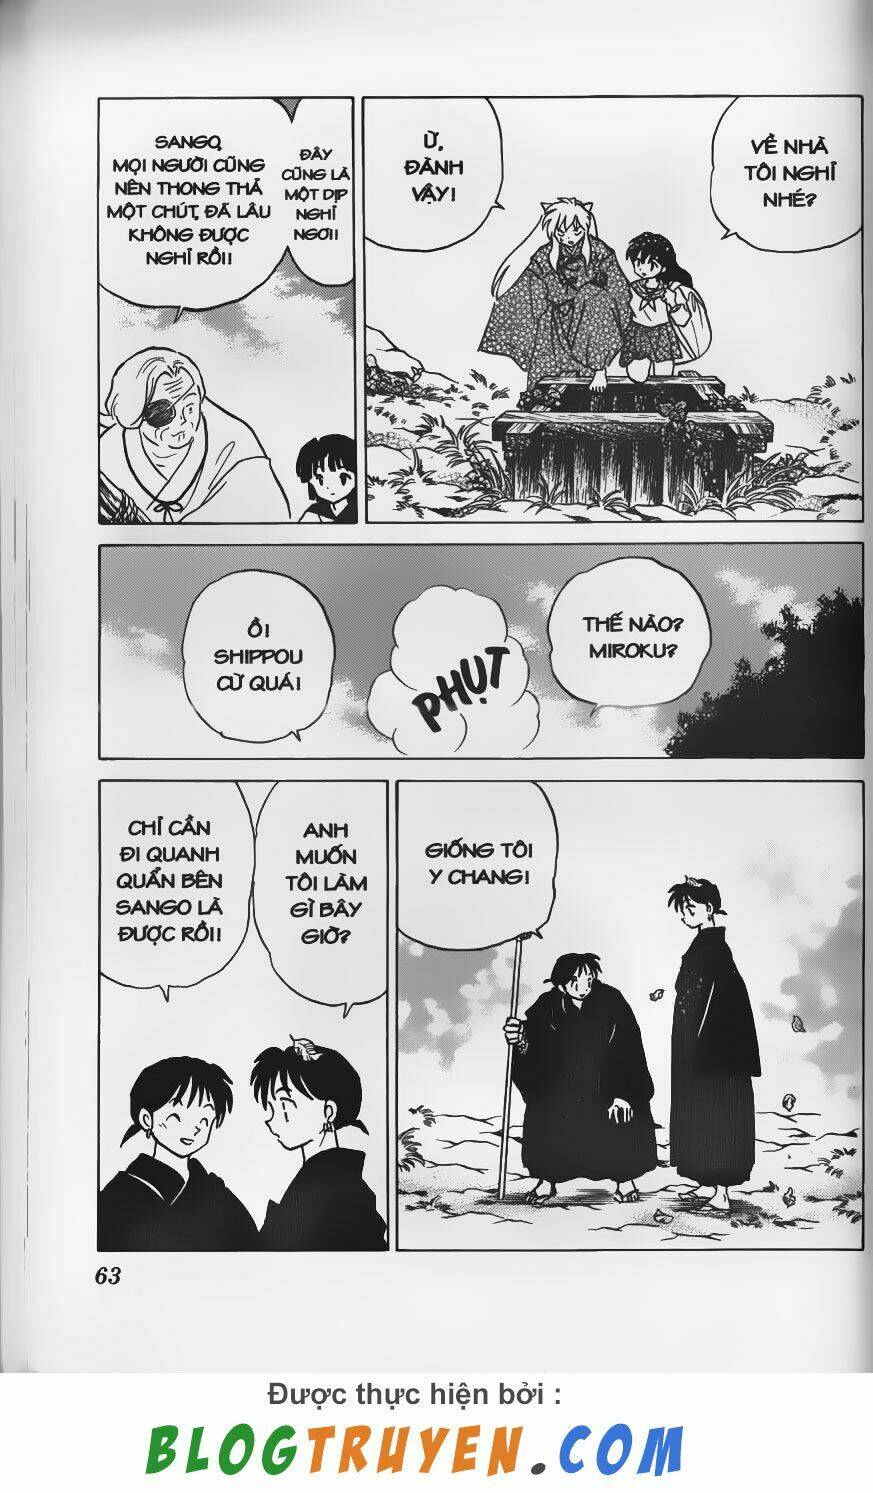 VỀ NHÀ
TÔI NGHỈ
NHÉ?
Ừ,
ĐÀNH
VẬY!
ĐÂY
CŨNG LÀ
MỘT DỊP
NGHỈ
NGƠI!
SANGO,
MỌI NGƯỜI CŨNG
NÊN THONG THẢ
MỘT CHÚT, ĐÃ LÂU
KHÔNG ĐƯỢC
NGHỈ RỒI!
THẾ NÀO?
MIROKU?
PHỤT
Ồ!
SHIPPOU
CỪ QUÁ!
GIỐNG TÔI
Y CHANG!
ANH
MUỐN
TÔI LÀM
GÌ BÂY
GIỜ?
CHỈ CẦN
ĐI QUANH
QUẨN BÊN
SANGO LÀ
ĐƯỢC RỒI!
63
Được thực hiện bởi :
BLOGTRUYEN.COM